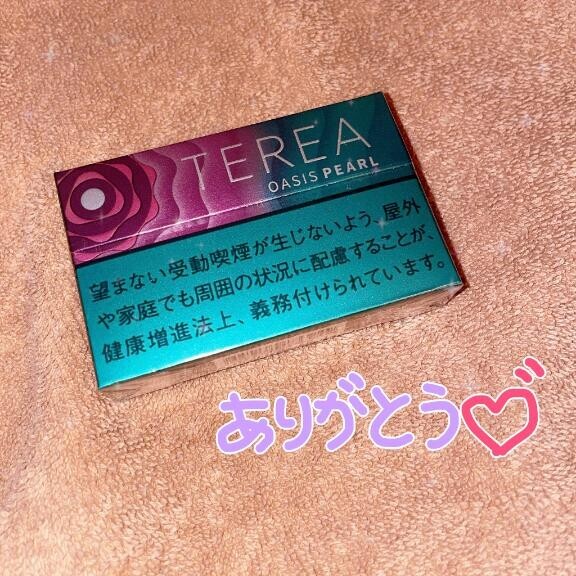 TEREA
OASIS PEARL
望まない受動喫煙が生じないよう、屋外
や家庭でも周囲の状況に配慮することが、
健康増進法上、義務付けられています。
ありがとう♡